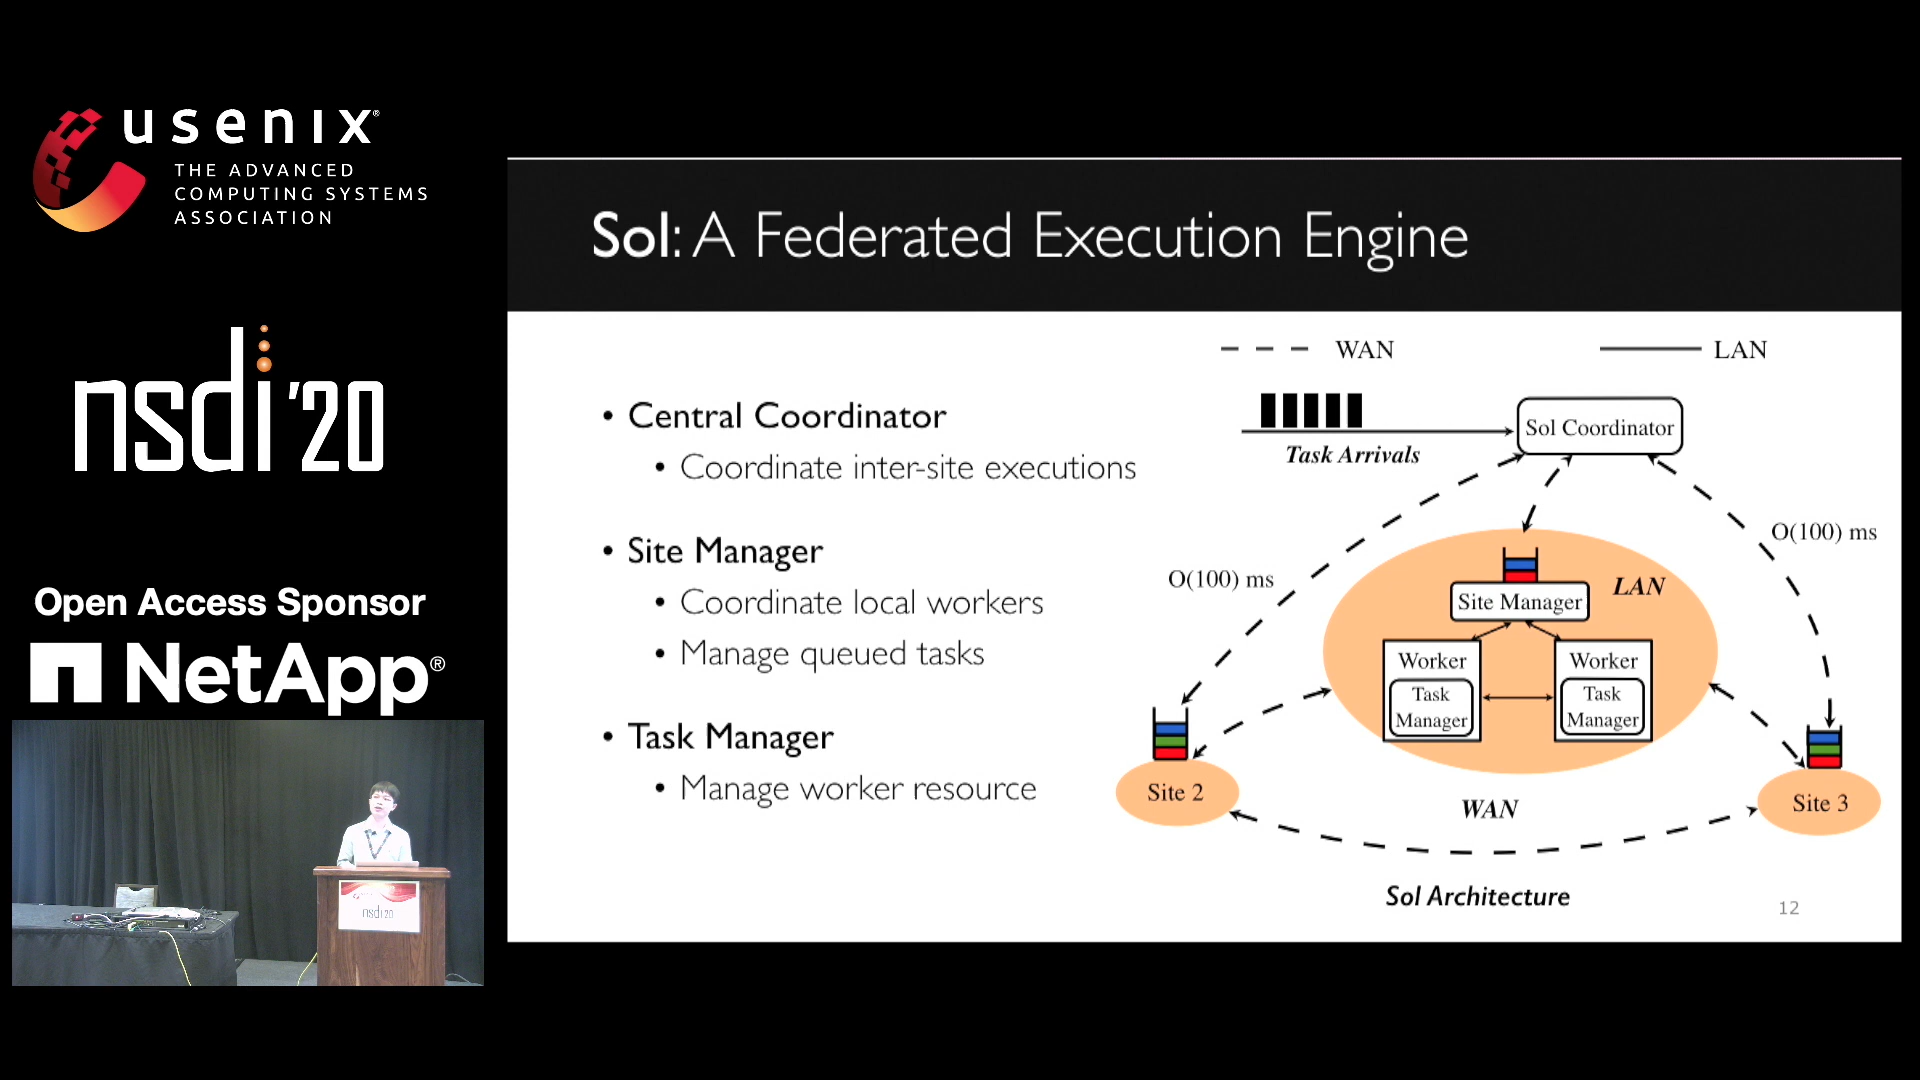 usenix®
THE ADVANCED
COMPUTING SYSTEMS
ASSOCIATION
nsdi '20
Open Access Sponsor
NetApp®
nsdi 20
Sol: A Federated Execution Engine
• Central Coordinator
• Coordinate inter-site executions
• Site Manager
• Coordinate local workers
• Manage queued tasks
• Task Manager
• Manage worker resource
WAN
LAN
Task Arrivals
Sol Coordinator
O(100) ms
O(100) ms
LAN
Site Manager
Worker
Task
Manager
Worker
Task
Manager
Site 2
WAN
Site 3
Sol Architecture
12